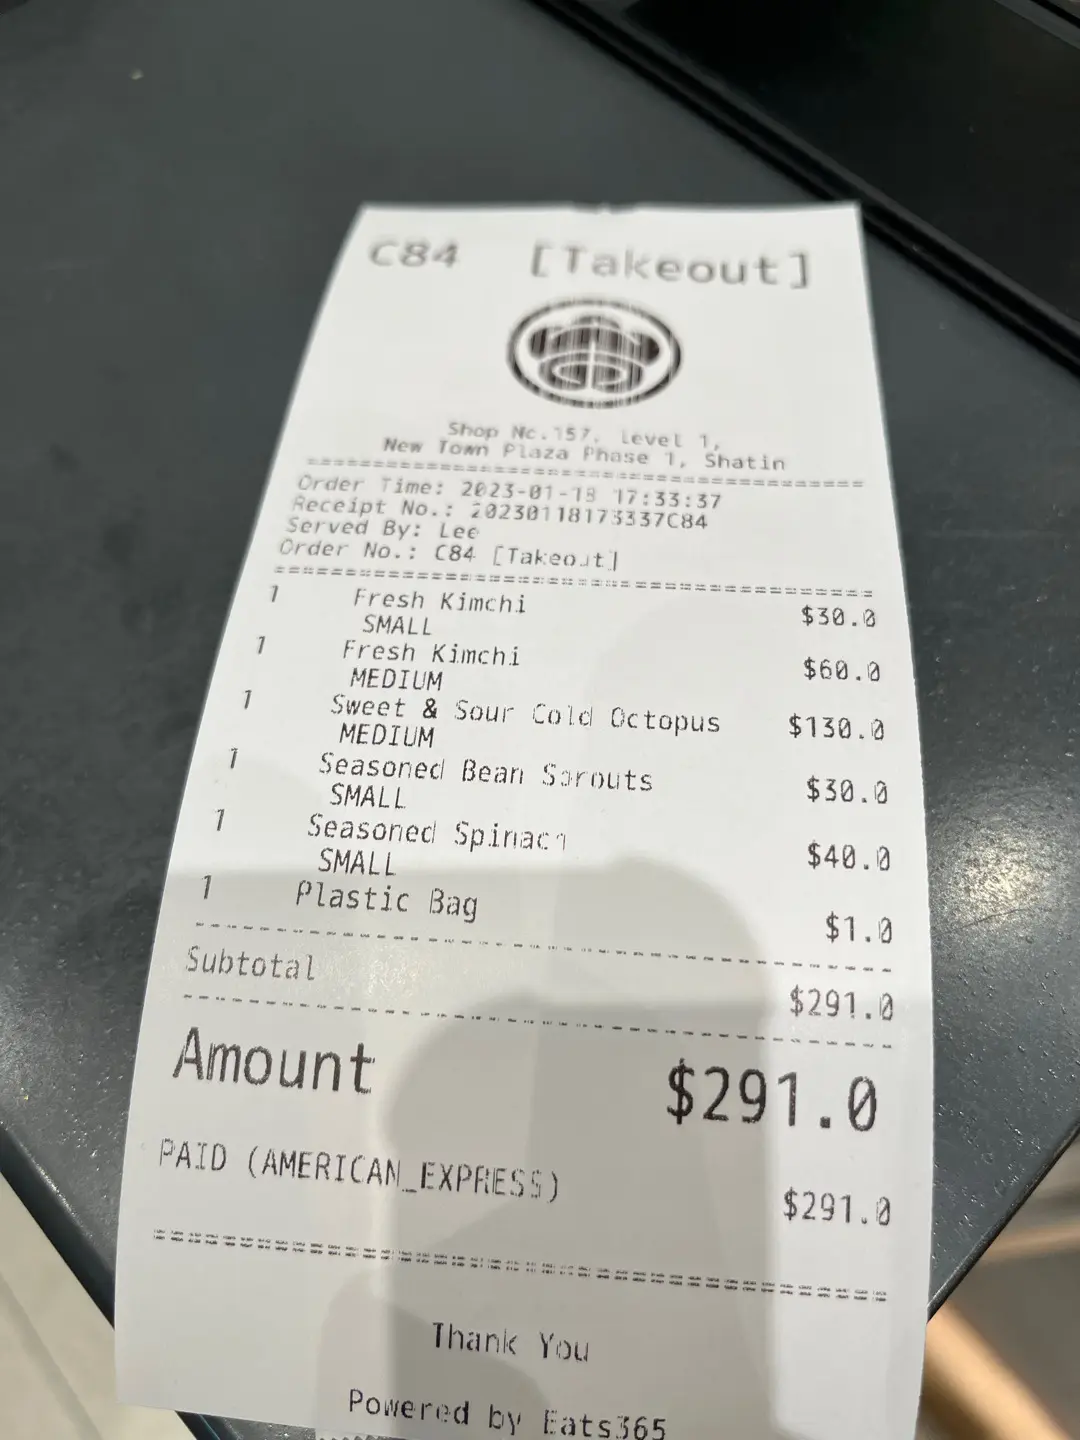 C84 [Takeout]
Shop No.157, Level 1,
New Town Plaza Phase 1, Shatin
Order Time: 2023-01-18 17:33:37
Receipt No.: 20230118173337C84
Served By: Lee
Order No.: C84 [Takeout]
1 Fresh Kimchi $30.0
SMALL
1 Fresh Kimchi $60.0
MEDIUM
1 Sweet & Sour Cold Octopus $130.0
MEDIUM
1 Seasoned Bean Sprouts $30.0
SMALL
1 Seasoned Spinach $40.0
SMALL
1 Plastic Bag $1.0
Subtotal $291.0
Amount $291.0
PAID (AMERICAN_EXPRESS) $291.0
Thank You
Powered by Eats365